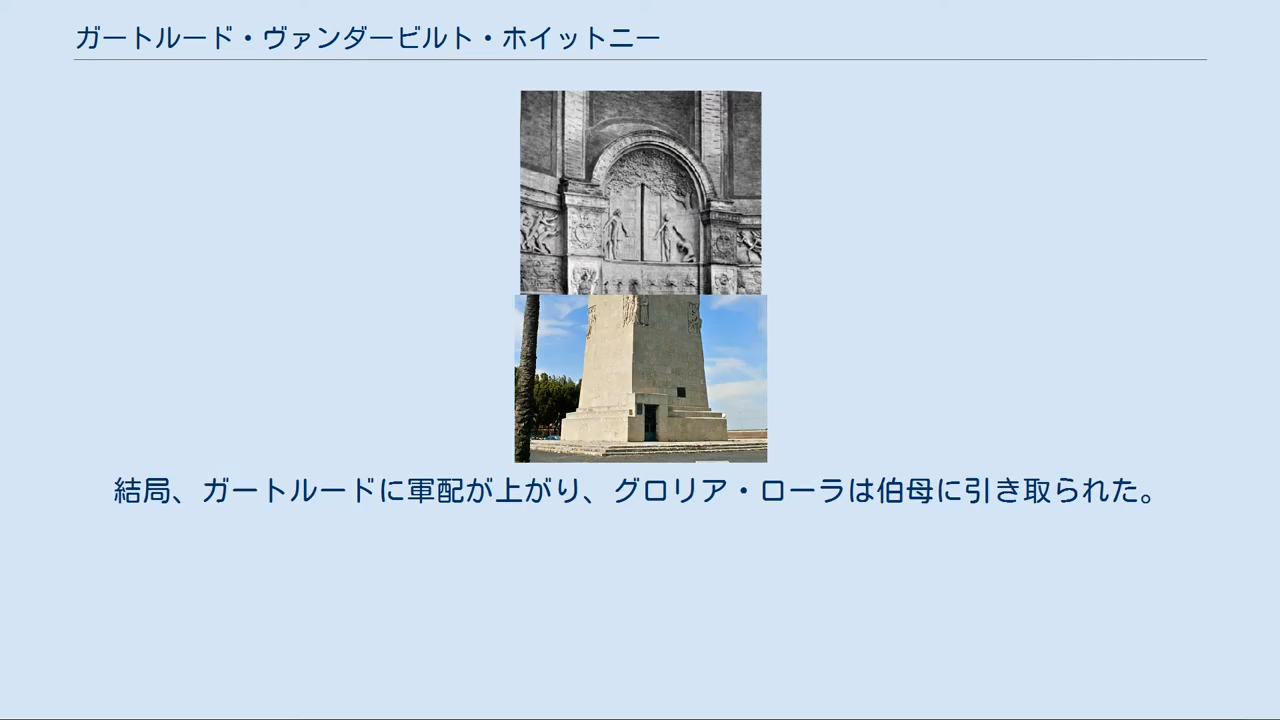 ガートルード・ヴァンダービルト・ホイットニー
結局、ガートルードに軍配が上がり、グロリア・ローラは伯母に引き取られた。